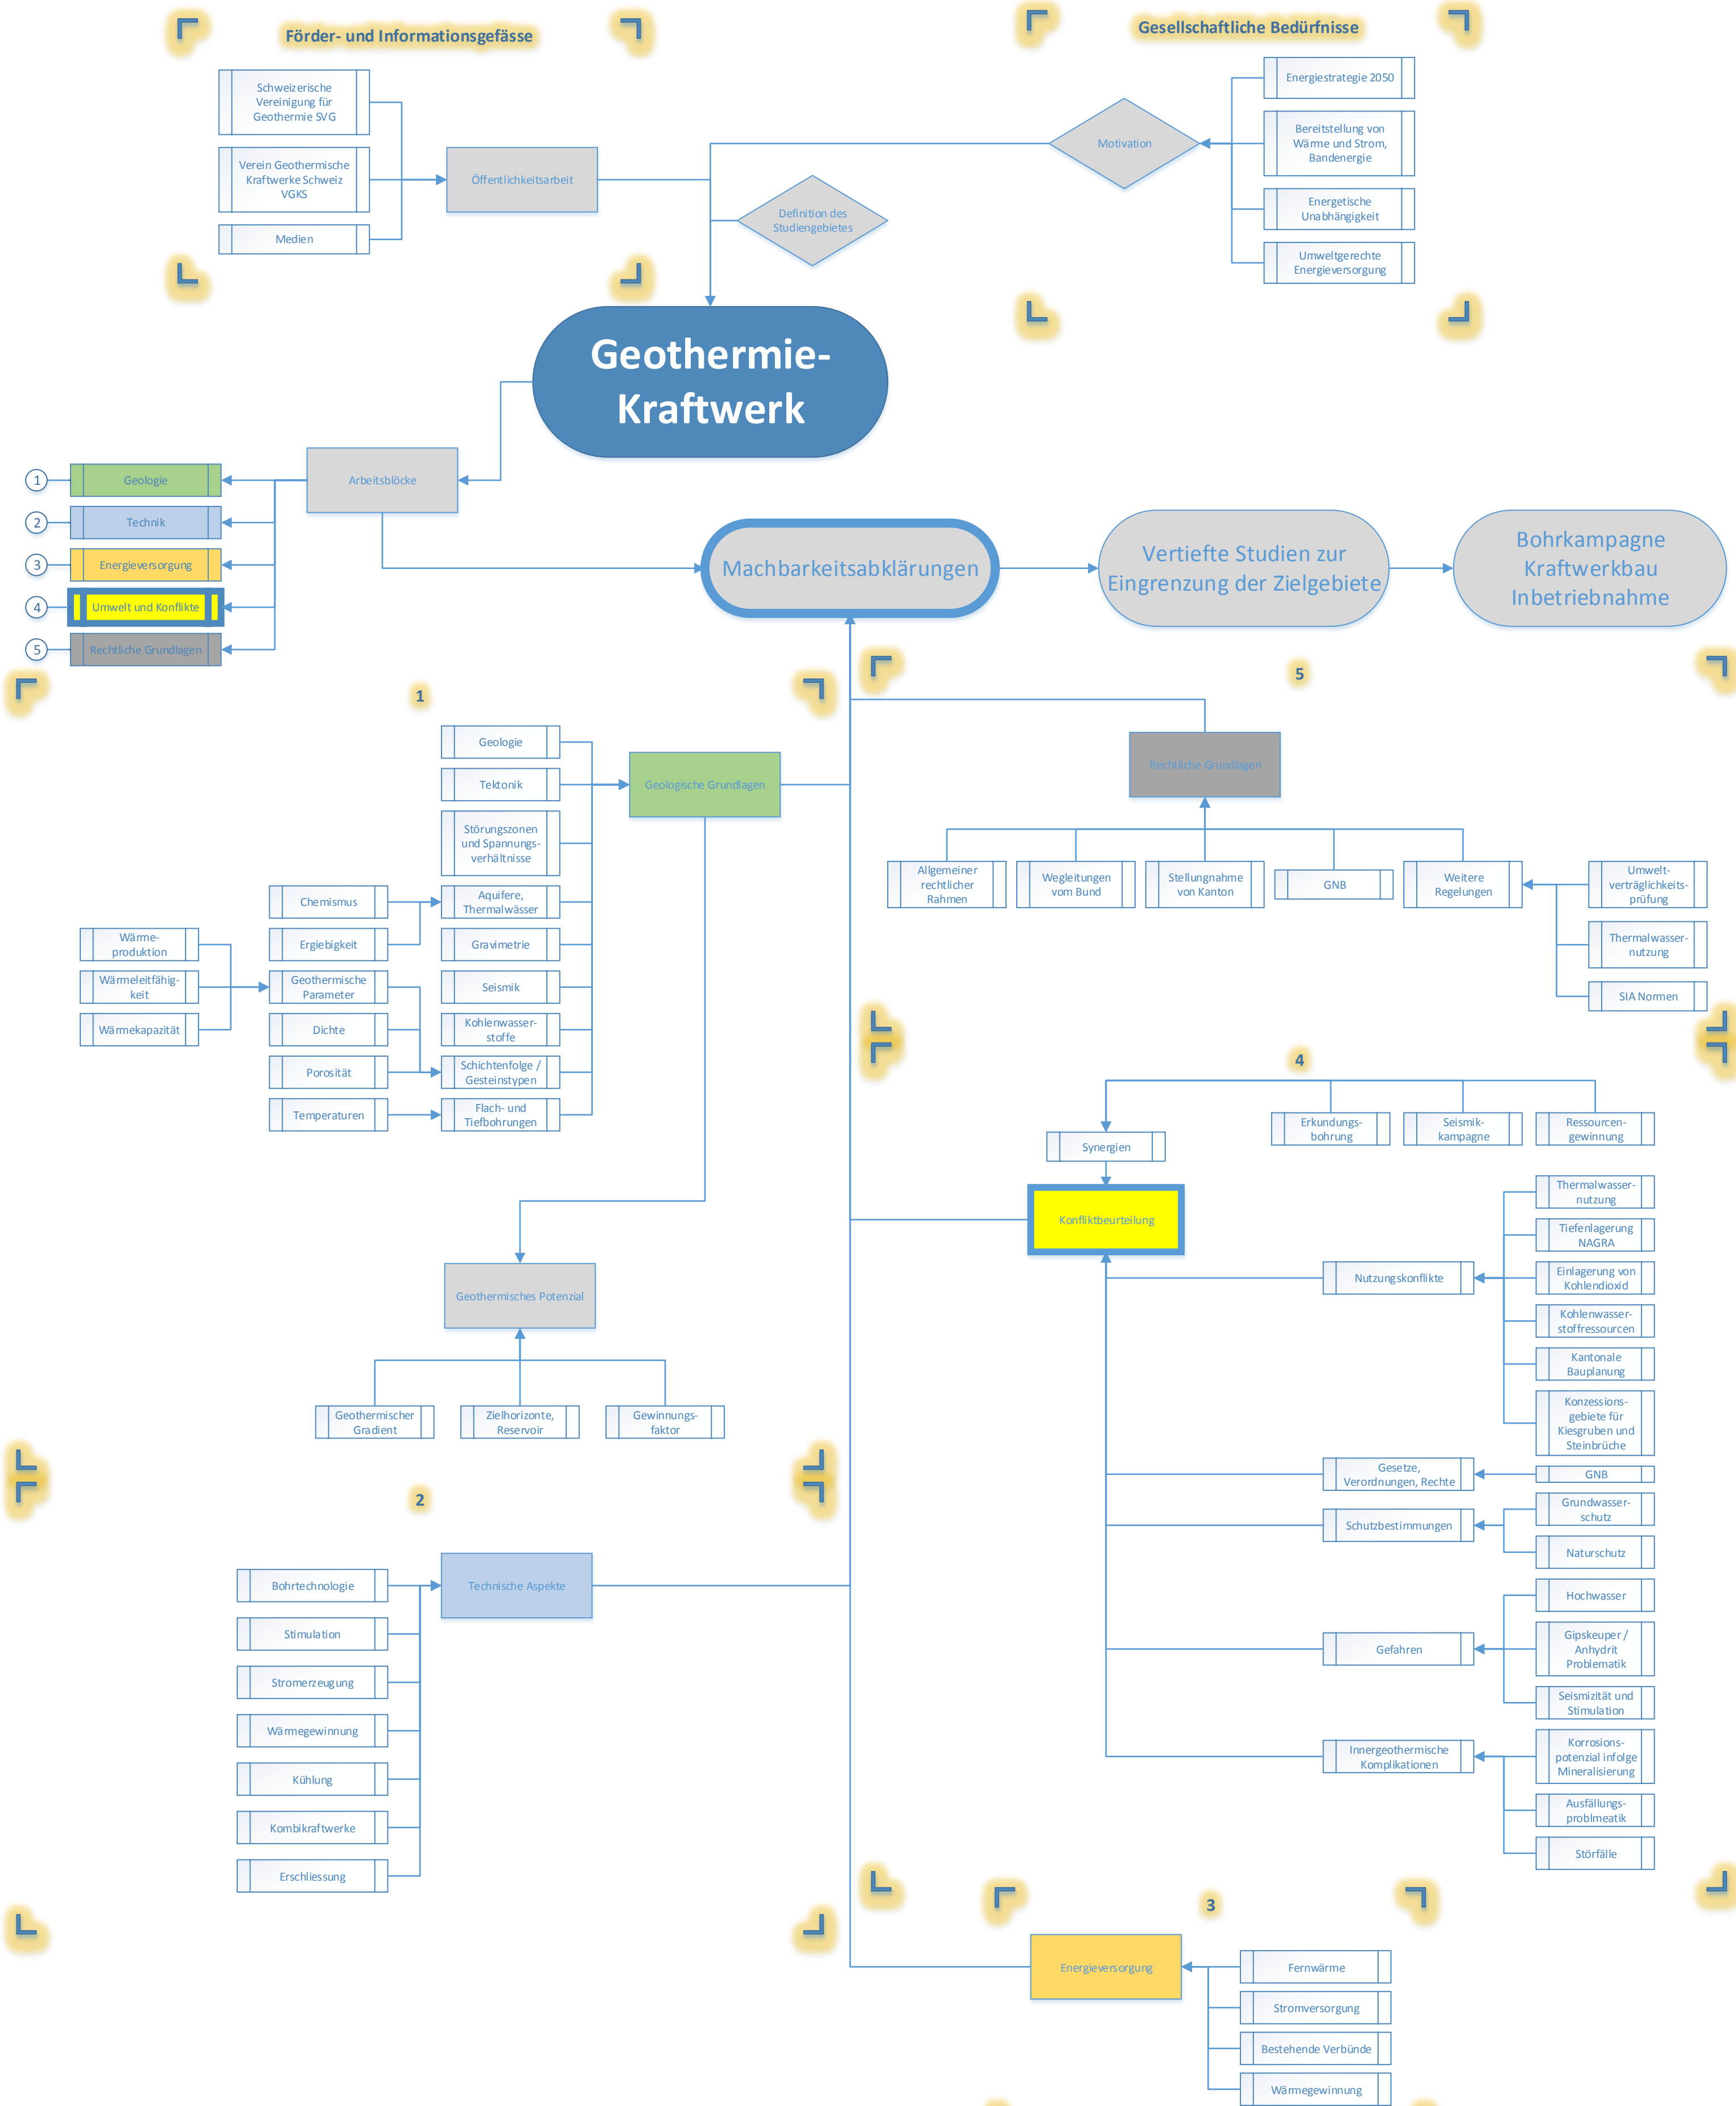 Förder- und Informationsgefässe
Schweizerische
Vereinigung für
Geothermie SVG
Verein Geothermische
Kraftwerke Schweiz
VGKS
Medien
Öffentlichkeitsarbeit
Gesellschaftliche Bedürfnisse
Motivation
Energiestrategie 2050
Bereitstellung von
Wärme und Strom,
Bandenergie
Energetische
Unabhängigkeit
Umweltgerechte
Energieversorgung
Definition des
Studiengebietes
Geothermie-
Kraftwerk
Arbeitsblöcke
1
Geologie
2
Technik
3
Energieversorgung
4
Umwelt und Konflikte
5
Rechtliche Grundlagen
Machbarkeitsabklärungen
Vertiefte Studien zur
Eingrenzung der Zielgebiete
Bohrkampagne
Kraftwerkbau
Inbetriebnahme
1
Geologie
Tektonik
Störungszonen
und Spannungs-
verhältnisse
Aquifere,
Thermalwässer
Gravimetrie
Seismik
Kohlenwasser-
stoffe
Schichtenfolge /
Gesteinstypen
Flach- und
Tiefbohrungen
Geologische Grundlagen
Chemismus
Ergiebigkeit
Geothermische
Parameter
Dichte
Porosität
Temperaturen
Wärme-
produktion
Wärmeleitfähig-
keit
Wärmekapazität
Geothermisches Potenzial
Geothermischer
Gradient
Zielhorizonte,
Reservoir
Gewinnungs-
faktor
2
Technische Aspekte
Bohrtechnologie
Stimulation
Stromerzeugung
Wärmegewinnung
Kühlung
Kombikraftwerke
Erschliessung
5
Rechtliche Grundlagen
Allgemeiner
rechtlicher
Rahmen
Wegleitungen
vom Bund
Stellungnahme
von Kanton
GNB
Weitere
Regelungen
Umwelt-
verträglichkeits-
prüfung
Thermalwasser-
nutzung
SIA Normen
4
Synergien
Erkundungs-
bohrung
Seismik-
kampagne
Ressourcen-
gewinnung
Konfliktbeurteilung
Nutzungskonflikte
Thermalwasser-
nutzung
Tiefenlagerung
NAGRA
Einlagerung von
Kohlendioxid
Kohlenwasser-
stoffressourcen
Kantonale
Bauplanung
Konzessions-
gebiete für
Kiesgruben und
Steinbrüche
Gesetze,
Verordnungen, Rechte
GNB
Schutzbestimmungen
Grundwasser-
schutz
Naturschutz
Gefahren
Hochwasser
Gipskeuper /
Anhydrit
Problematik
Seismizität und
Stimulation
Innergeothermische
Komplikationen
Korrosions-
potenzial infolge
Mineralisierung
Ausfällungs-
problmeatik
Störfälle
3
Energieversorgung
Fernwärme
Stromversorgung
Bestehende Verbünde
Wärmegewinnung